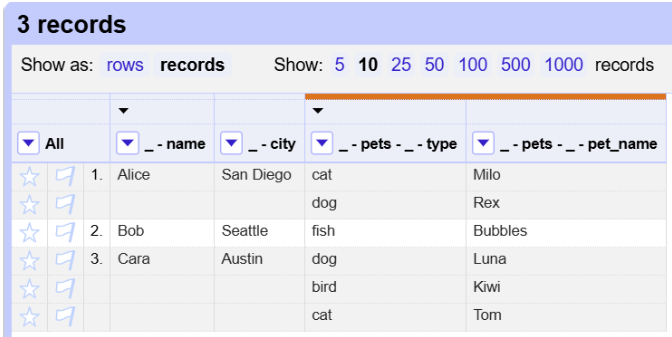 3 records
Show as: rows records Show: 5 10 25 50 100 500 1000 records
All _ - name _ - city _ - pets - _ - type _ - pets - _ - pet_name
1. Alice San Diego cat Milo
dog Rex
2. Bob Seattle fish Bubbles
3. Cara Austin dog Luna
bird Kiwi
cat Tom